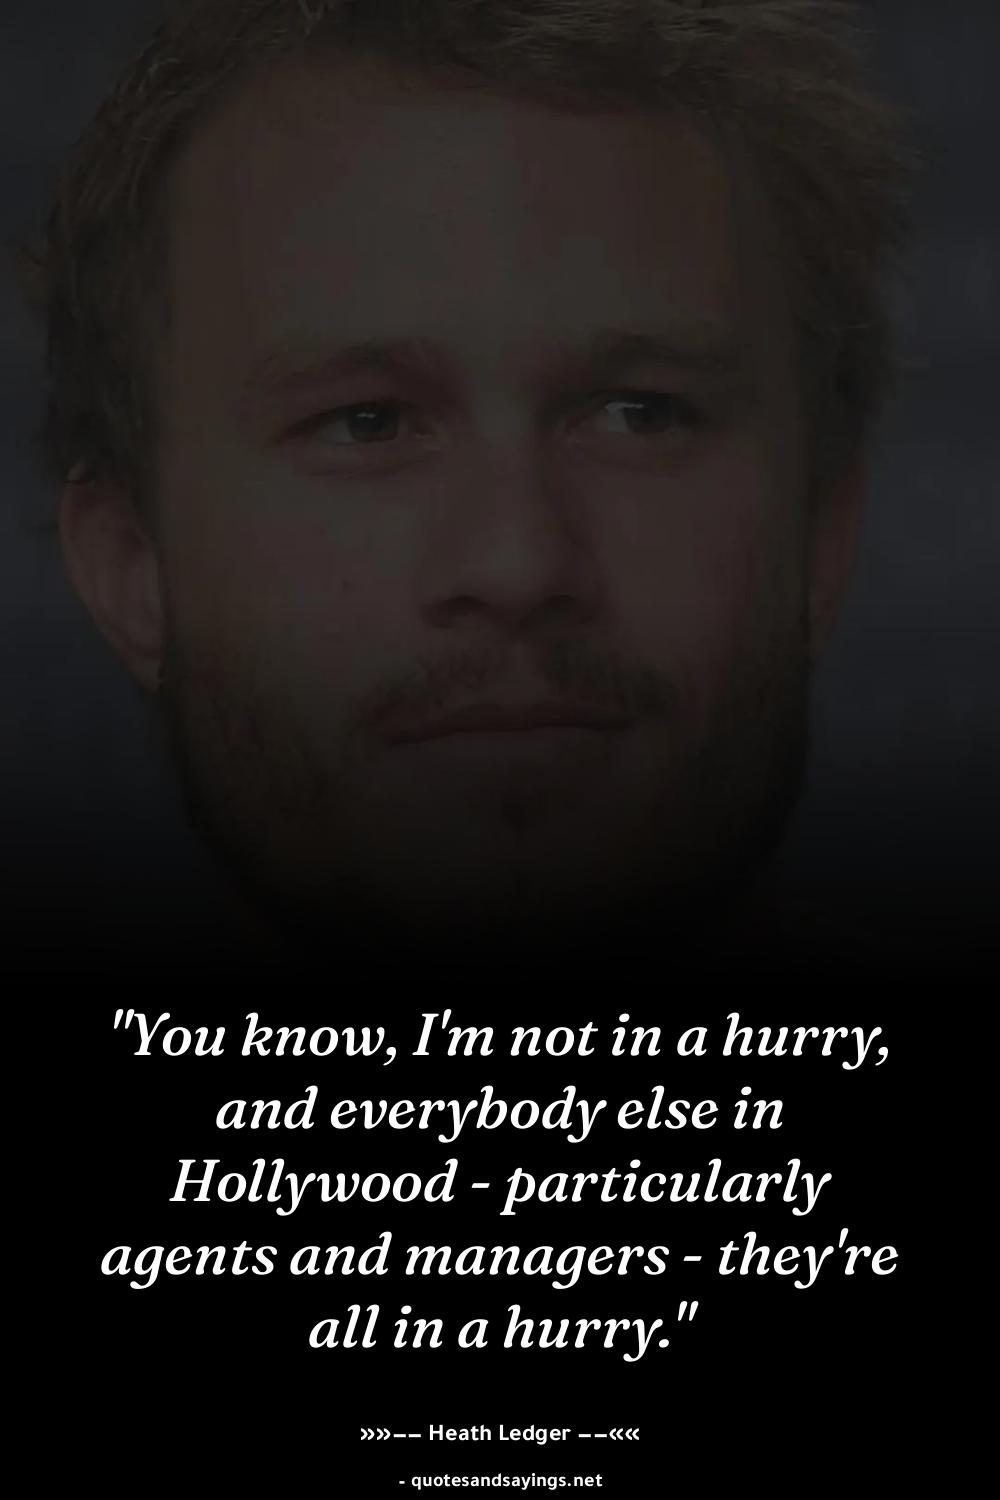 "You know, I'm not in a hurry,
and everybody else in
Hollywood - particularly
agents and managers - they're
all in a hurry."
»»–– Heath Ledger ––««
- quotesandsayings.net